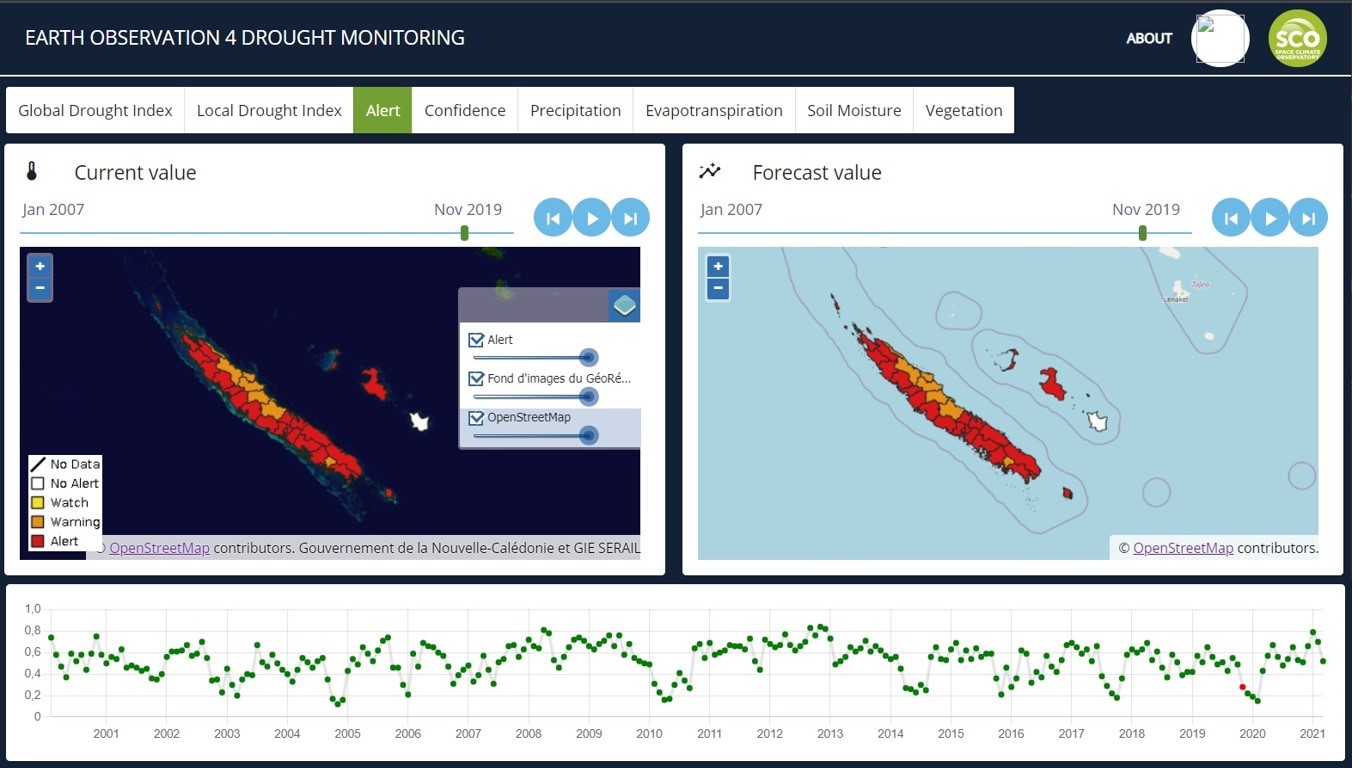 EARTH OBSERVATION 4 DROUGHT MONITORING
ABOUT
SCO
SPACE CLIMATE
OBSERVATORY
Global Drought Index Local Drought Index Alert Confidence Precipitation Evapotranspiration Soil Moisture Vegetation
Current value
Jan 2007 Nov 2019
+
−
Alert
Fond d'images du GéoRé...
OpenStreetMap
No Data
No Alert
Watch
Warning
Alert
© OpenStreetMap contributors. Gouvernement de la Nouvelle-Calédonie et GIE SERAIL
Forecast value
Jan 2007 Nov 2019
+
−
Tafea
Lénakel
© OpenStreetMap contributors.
1,0
0,8
0,6
0,4
0,2
0
2001 2002 2003 2004 2005 2006 2007 2008 2009 2010 2011 2012 2013 2014 2015 2016 2017 2018 2019 2020 2021